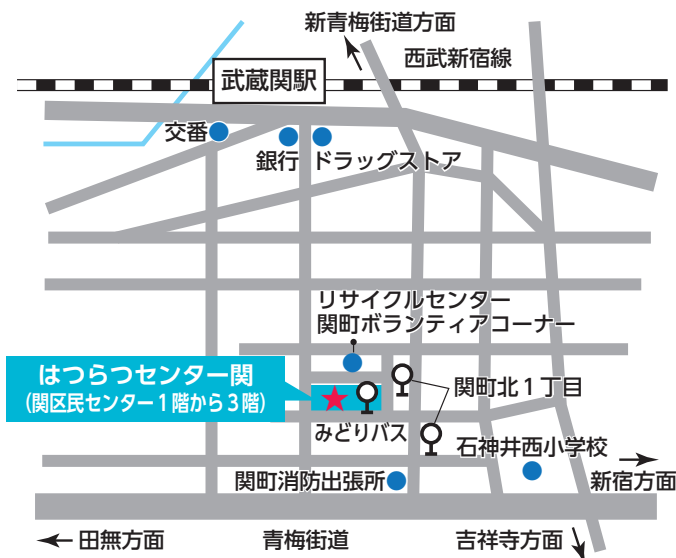 新青梅街道方面
西武新宿線
武蔵関駅
交番
銀行
ドラッグストア
リサイクルセンター
関町ボランティアコーナー
はつらつセンター関
(関区民センター1階から3階)
関町北1丁目
みどりバス
石神井西小学校
新宿方面
関町消防出張所
田無方面
青梅街道
吉祥寺方面